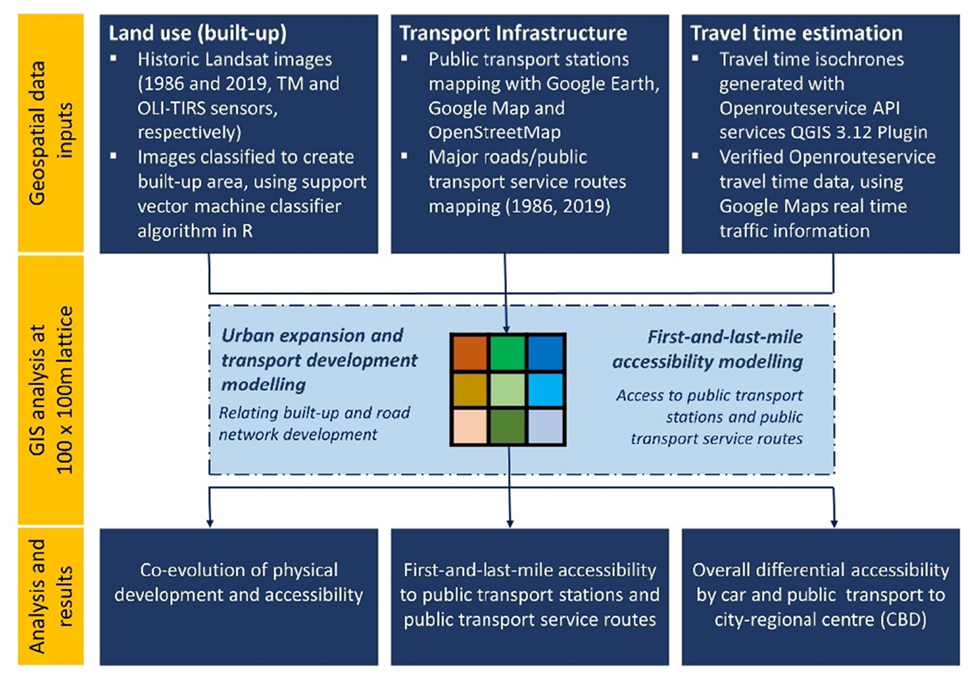 Geospatial data
inputs
Land use (built-up)
▪ Historic Landsat images
(1986 and 2019, TM and
OLI-TIRS sensors,
respectively)
▪ Images classified to create
built-up area, using support
vector machine classifier
algorithm in R
Transport Infrastructure
▪ Public transport stations
mapping with Google Earth,
Google Map and
OpenStreetMap
▪ Major roads/public
transport service routes
mapping (1986, 2019)
Travel time estimation
▪ Travel time isochrones
generated with
Openrouteservice API
services QGIS 3.12 Plugin
▪ Verified Openrouteservice
travel time data, using
Google Maps real time
traffic information
GIS analysis at
100 x 100m lattice
Urban expansion and
transport development
modelling
Relating built-up and road
network development
First-and-last-mile
accessibility modelling
Access to public transport
stations and public
transport service routes
Analysis and
results
Co-evolution of physical
development and accessibility
First-and-last-mile accessibility
to public transport stations and
public transport service routes
Overall differential accessibility
by car and public transport to
city-regional centre (CBD)